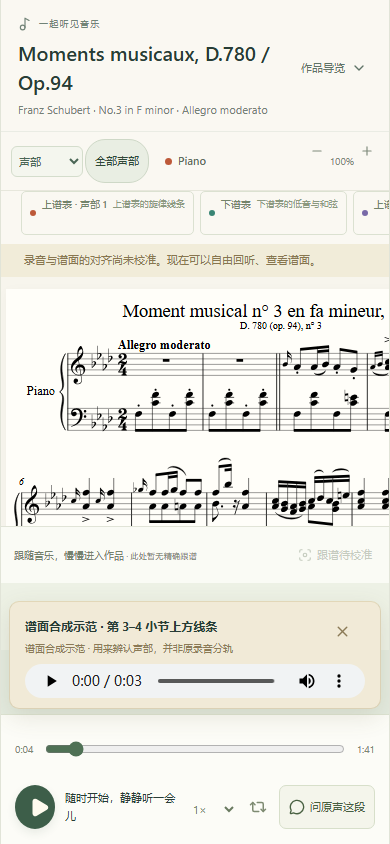 一起听见音乐
Moments musicaux, D.780 /
Op.94
作品导览
Franz Schubert · No.3 in F minor · Allegro moderato
声部
全部声部
Piano
100%
上谱表 · 声部 1 上谱表的旋律线条
下谱表 下谱表的低音与和弦
录音与谱面的对齐尚未校准。现在可以自由回听、查看谱面。
Moment musical n° 3 en fa mineur,
D. 780 (op. 94), n° 3
Allegro moderato
Piano
6
跟随音乐，慢慢进入作品 · 此处暂无精确跟谱
跟谱待校准
谱面合成示范 · 第 3–4 小节上方线条
谱面合成示范 · 用来辨认声部，并非原录音分轨
0:00 / 0:03
0:04
1:41
随时开始，静静听一会
儿
1×
问原声这段